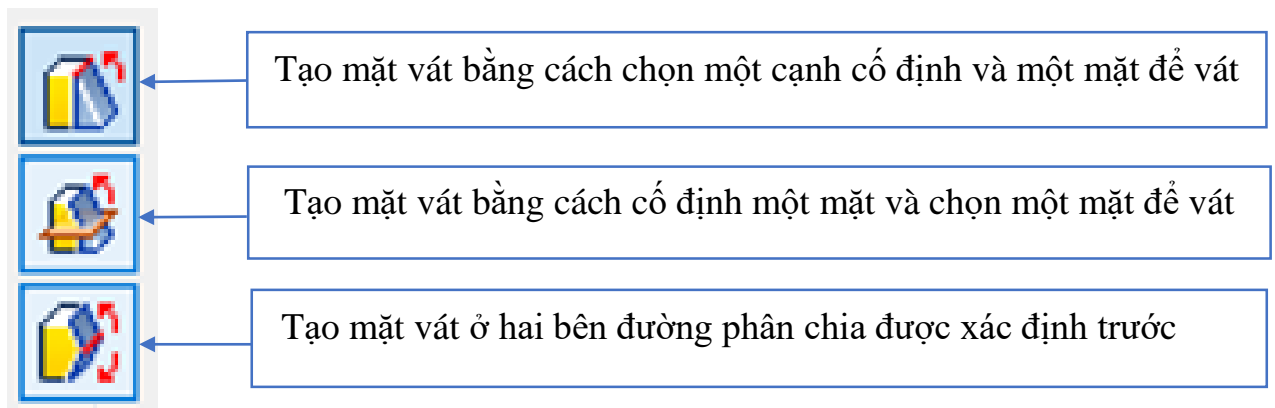 Tạo mặt vát bằng cách chọn một cạnh cố định và một mặt để vát
Tạo mặt vát bằng cách cố định một mặt và chọn một mặt để vát
Tạo mặt vát ở hai bên đường phân chia được xác định trước